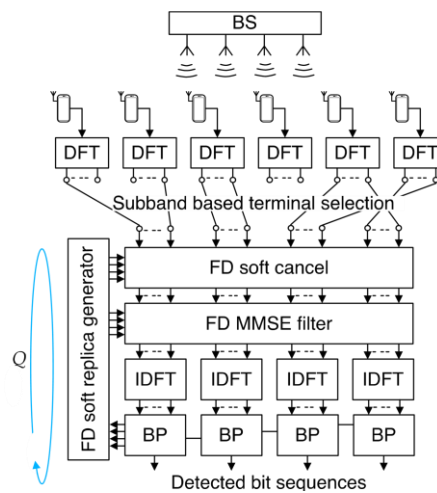 BS
DFT DFT DFT DFT DFT DFT
Subband based terminal selection
FD soft replica generator
FD soft cancel
FD MMSE filter
Q
IDFT IDFT IDFT IDFT
BP BP BP BP
Detected bit sequences